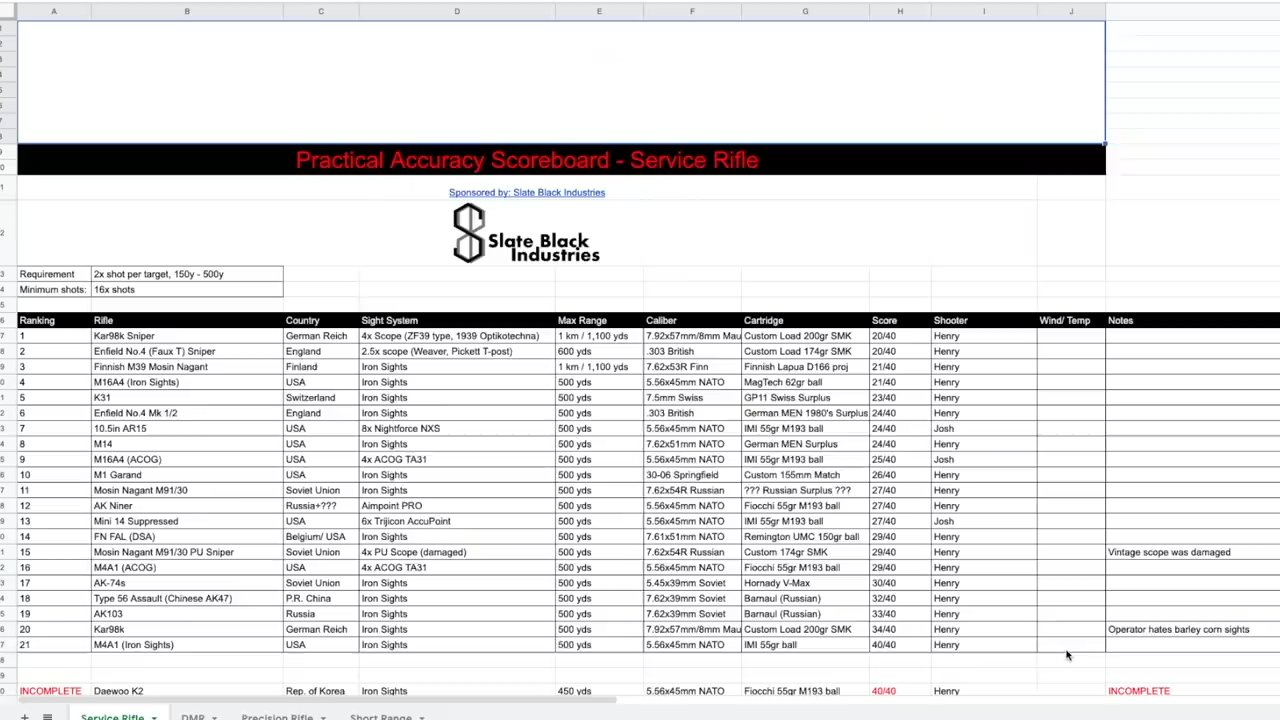 A B C D E F G H I J
Practical Accuracy Scoreboard - Service Rifle
Sponsored by: Slate Black Industries
Slate Black
Industries
Requirement 2x shot per target, 150y - 500y
Minimum shots: 16x shots
Ranking Rifle Country Sight System Max Range Caliber Cartridge Score Shooter Wind/ Temp Notes
1 Kar98k Sniper German Reich 4x Scope (ZF39 type, 1939 Optikotechna) 1 km / 1,100 yds 7.92x57mm/8mm Mau Custom Load 200gr SMK 20/40 Henry
2 Enfield No.4 (Faux T) Sniper England 2.5x scope (Weaver, Pickett T-post) 600 yds .303 British Custom Load 174gr SMK 20/40 Henry
3 Finnish M39 Mosin Nagant Finland Iron Sights 1 km / 1,100 yds 7.62x53R Finn Finnish Lapua D166 proj 21/40 Henry
4 M16A4 (Iron Sights) USA Iron Sights 500 yds 5.56x45mm NATO MagTech 62gr ball 21/40 Henry
5 K31 Switzerland Iron Sights 500 yds 7.5mm Swiss GP11 Swiss Surplus 23/40 Henry
6 Enfield No.4 Mk 1/2 England Iron Sights 500 yds .303 British German MEN 1980's Surplus 24/40 Henry
7 10.5in AR15 USA 8x Nightforce NXS 500 yds 5.56x45mm NATO IMI 55gr M193 ball 24/40 Josh
8 M14 USA Iron Sights 500 yds 7.62x51mm NATO German MEN Surplus 24/40 Henry
9 M16A4 (ACOG) USA 4x ACOG TA31 500 yds 5.56x45mm NATO IMI 55gr M193 ball 25/40 Josh
10 M1 Garand USA Iron Sights 500 yds 30-06 Springfield Custom 155mm Match 26/40 Henry
11 Mosin Nagant M91/30 Soviet Union Iron Sights 500 yds 7.62x54R Russian ??? Russian Surplus ??? 27/40 Henry
12 AK Niner Russia+??? Aimpoint PRO 500 yds 5.56x45mm NATO Fiocchi 55gr M193 ball 27/40 Henry
13 Mini 14 Suppressed USA 6x Trijicon AccuPoint 500 yds 5.56x45mm NATO IMI 55gr M193 ball 27/40 Josh
14 FN FAL (DSA) Belgium/ USA Iron Sights 500 yds 7.61x51mm NATO Remington UMC 150gr ball 29/40 Henry
15 Mosin Nagant M91/30 PU Sniper Soviet Union 4x PU Scope (damaged) 500 yds 7.62x54R Russian Custom 174gr SMK 29/40 Henry Vintage scope was damaged
16 M4A1 (ACOG) USA 4x ACOG TA31 500 yds 5.56x45mm NATO Fiocchi 55gr M193 ball 29/40 Henry
17 AK-74s Soviet Union Iron Sights 500 yds 5.45x39mm Soviet Hornady V-Max 30/40 Henry
18 Type 56 Assault (Chinese AK47) P.R. China Iron Sights 500 yds 7.62x39mm Soviet Barnaul (Russian) 32/40 Henry
19 AK103 Russia Iron Sights 500 yds 7.62x39mm Soviet Barnaul (Russian) 33/40 Henry
20 Kar98k German Reich Iron Sights 500 yds 7.92x57mm/8mm Mau Custom Load 200gr SMK 34/40 Henry Operator hates barley corn sights
21 M4A1 (Iron Sights) USA Iron Sights 500 yds 5.56x45mm NATO IMI 55gr ball 40/40 Henry
INCOMPLETE Daewoo K2 Rep. of Korea Iron Sights 450 yds 5.56x45mm NATO Fiocchi 55gr M193 ball 40/40 Henry INCOMPLETE
Service Rifle DMR Precision Rifle Short Range